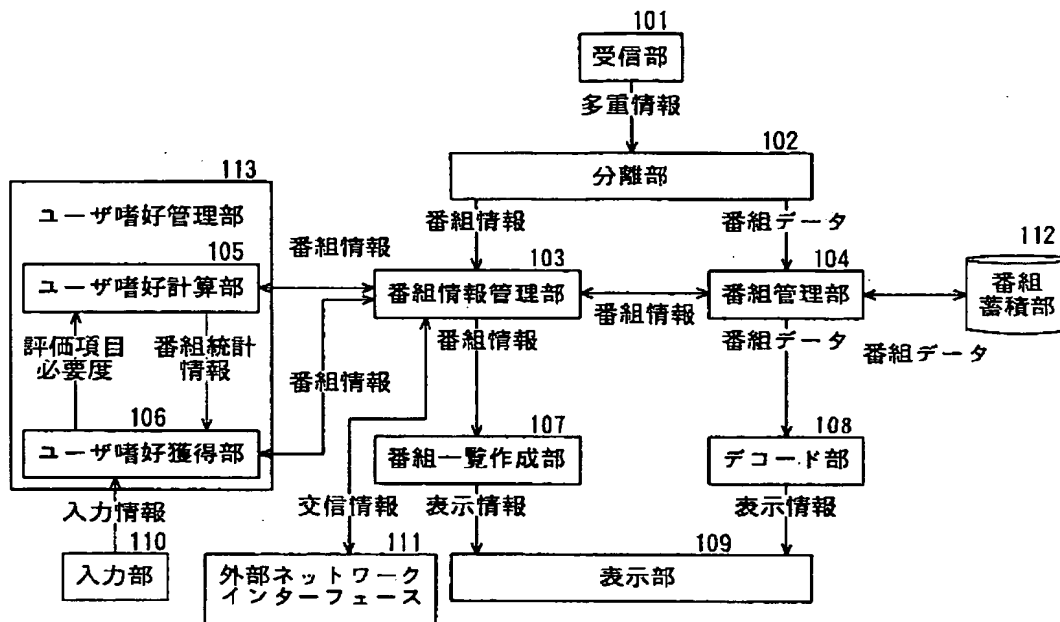 101
受信部
多重情報
102
分離部
113
ユーザ嗜好管理部
番組情報
番組データ
105
ユーザ嗜好計算部
番組情報
103
番組情報管理部
104
番組管理部
112
番組
蓄積部
評価項目
必要度
番組統計
情報
番組情報
番組情報
番組情報
番組データ
番組データ
106
ユーザ嗜好獲得部
107
番組一覧作成部
108
デコード部
入力情報
交信情報
表示情報
表示情報
110
入力部
111
外部ネットワーク
インターフェース
109
表示部